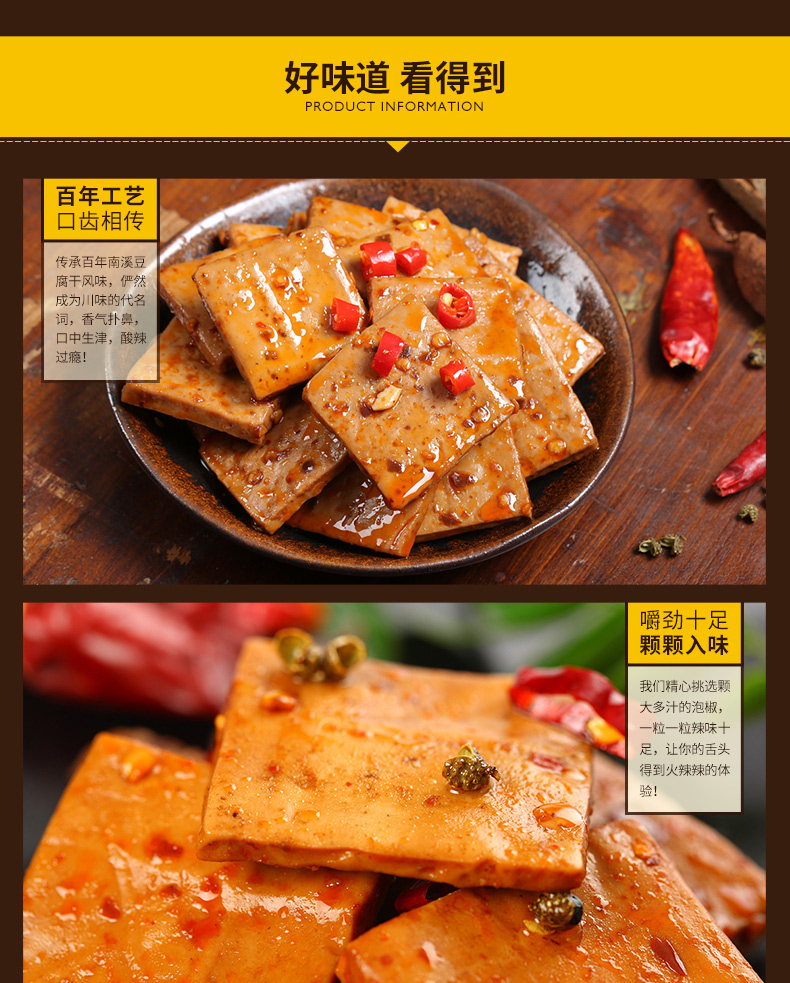 好味道 看得到
PRODUCT INFORMATION
百年工艺
口齿相传
传承百年南溪豆
腐干风味，俨然
成为川味的代名
词，香气扑鼻，
口中生津，酸辣
过瘾！
嚼劲十足
颗颗入味
我们精心挑选颗
大多汁的泡椒，
一粒一粒辣味十
足，让你的舌头
得到火辣辣的体
验！